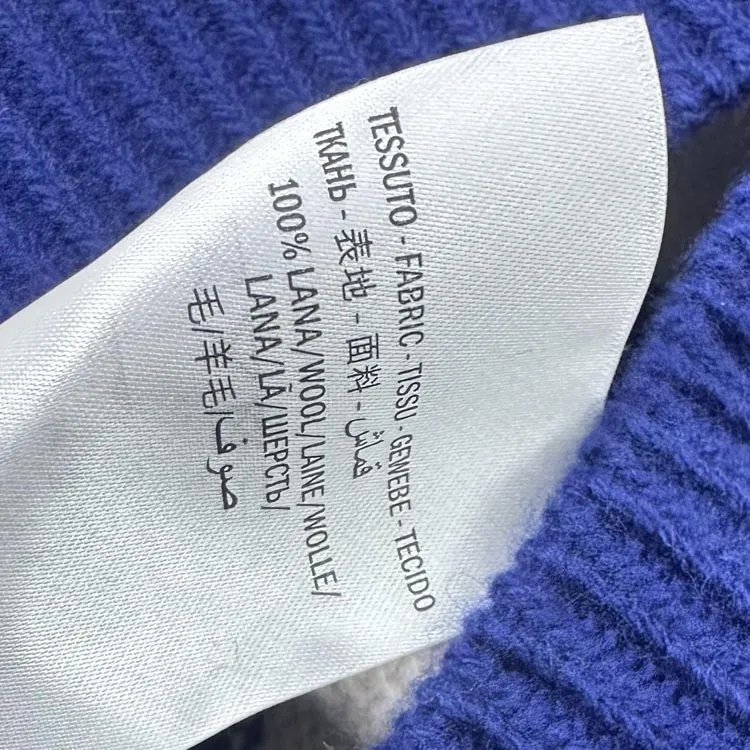 TESSUTO - FABRIC - TISSU - GEWEBE - TECIDO
ТКАНЬ - 表地 - 面料 - قماش
100% LANA/WOOL/LAINE/WOLLE/
LANA/LÃ/ШЕРСТЬ/
毛/羊毛/صوف